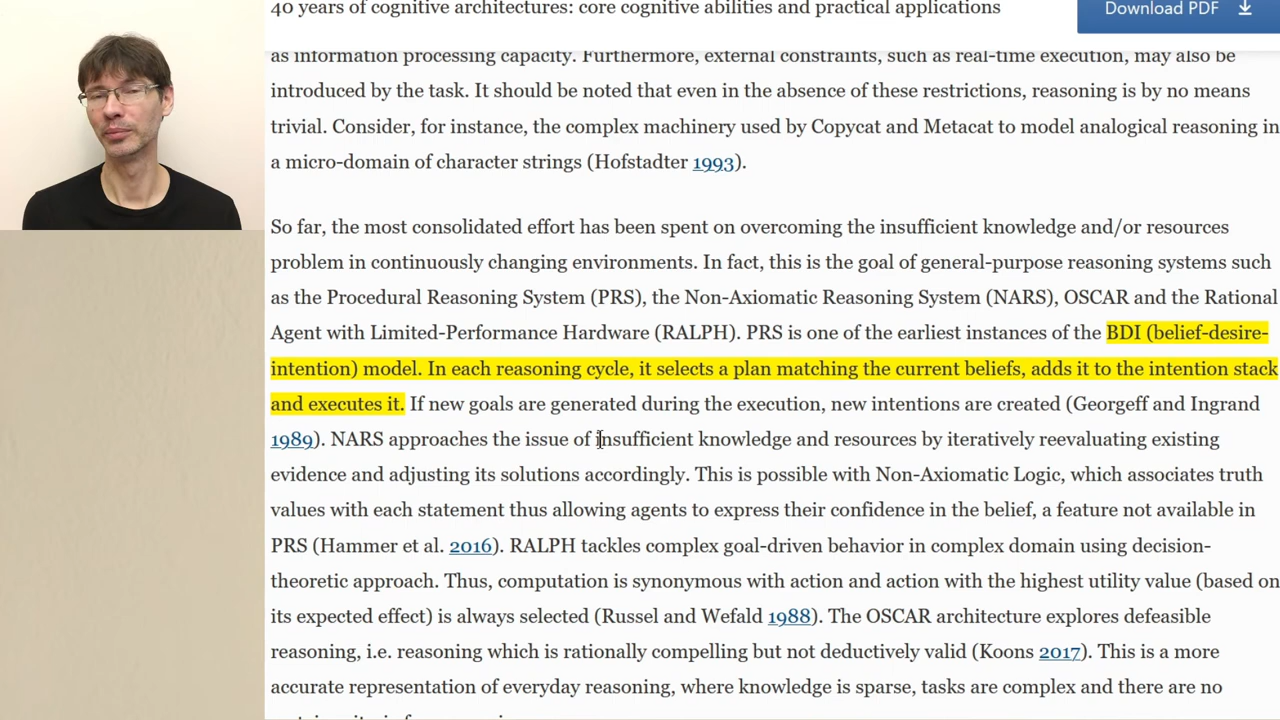 40 years of cognitive architectures: core cognitive abilities and practical applications
Download PDF
as information processing capacity. Furthermore, external constraints, such as real-time execution, may also be
introduced by the task. It should be noted that even in the absence of these restrictions, reasoning is by no means
trivial. Consider, for instance, the complex machinery used by Copycat and Metacat to model analogical reasoning in
a micro-domain of character strings (Hofstadter 1993).
So far, the most consolidated effort has been spent on overcoming the insufficient knowledge and/or resources
problem in continuously changing environments. In fact, this is the goal of general-purpose reasoning systems such
as the Procedural Reasoning System (PRS), the Non-Axiomatic Reasoning System (NARS), OSCAR and the Rational
Agent with Limited-Performance Hardware (RALPH). PRS is one of the earliest instances of the BDI (belief-desire-
intention) model. In each reasoning cycle, it selects a plan matching the current beliefs, adds it to the intention stack
and executes it. If new goals are generated during the execution, new intentions are created (Georgeff and Ingrand
1989). NARS approaches the issue of insufficient knowledge and resources by iteratively reevaluating existing
evidence and adjusting its solutions accordingly. This is possible with Non-Axiomatic Logic, which associates truth
values with each statement thus allowing agents to express their confidence in the belief, a feature not available in
PRS (Hammer et al. 2016). RALPH tackles complex goal-driven behavior in complex domain using decision-
theoretic approach. Thus, computation is synonymous with action and action with the highest utility value (based on
its expected effect) is always selected (Russel and Wefald 1988). The OSCAR architecture explores defeasible
reasoning, i.e. reasoning which is rationally compelling but not deductively valid (Koons 2017). This is a more
accurate representation of everyday reasoning, where knowledge is sparse, tasks are complex and there are no